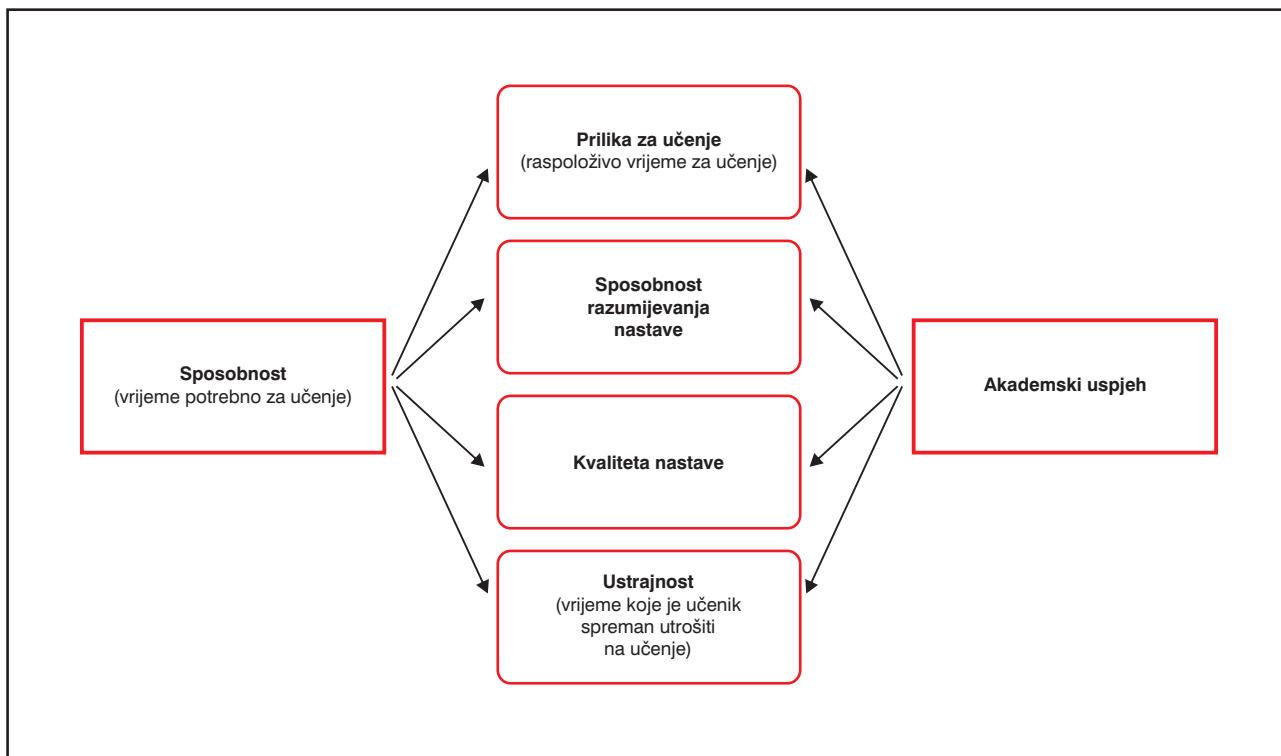 Prilika za učenje
(raspoloživo vrijeme za učenje)
Sposobnost
razumijevanja
nastave
Sposobnost
(vrijeme potrebno za učenje)
Akademski uspjeh
Kvaliteta nastave
Ustrajnost
(vrijeme koje je učenik
spreman utrošiti
na učenje)